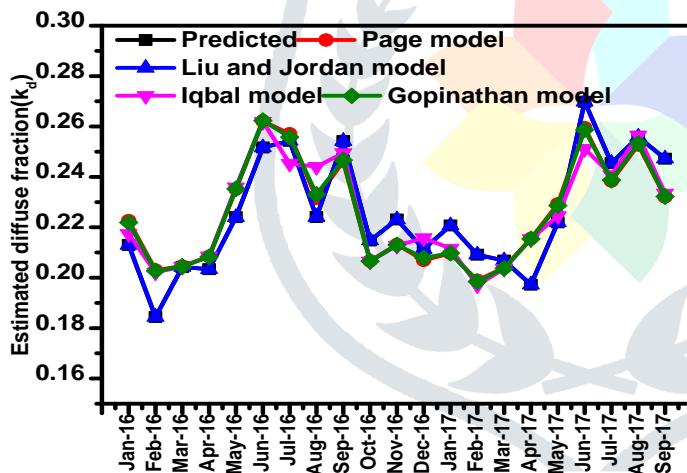 0.30
0.28
0.26
0.24
0.22
0.20
0.18
0.16
Estimated diffuse fraction(k_d)
Predicted Page model
Liu and Jordan model
Iqbal model Gopinathan model
Jan-16
Feb-16
Mar-16
Apr-16
May-16
Jun-16
Jul-16
Aug-16
Sep-16
Oct-16
Nov-16
Dec-16
Jan-17
Feb-17
Mar-17
Apr-17
May-17
Jun-17
Jul-17
Aug-17
Sep-17